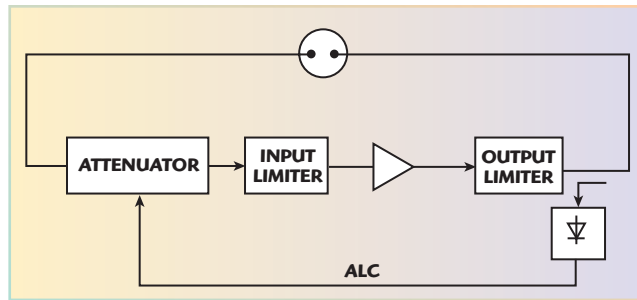 ATTENUATOR
INPUT
LIMITER
OUTPUT
LIMITER
ALC